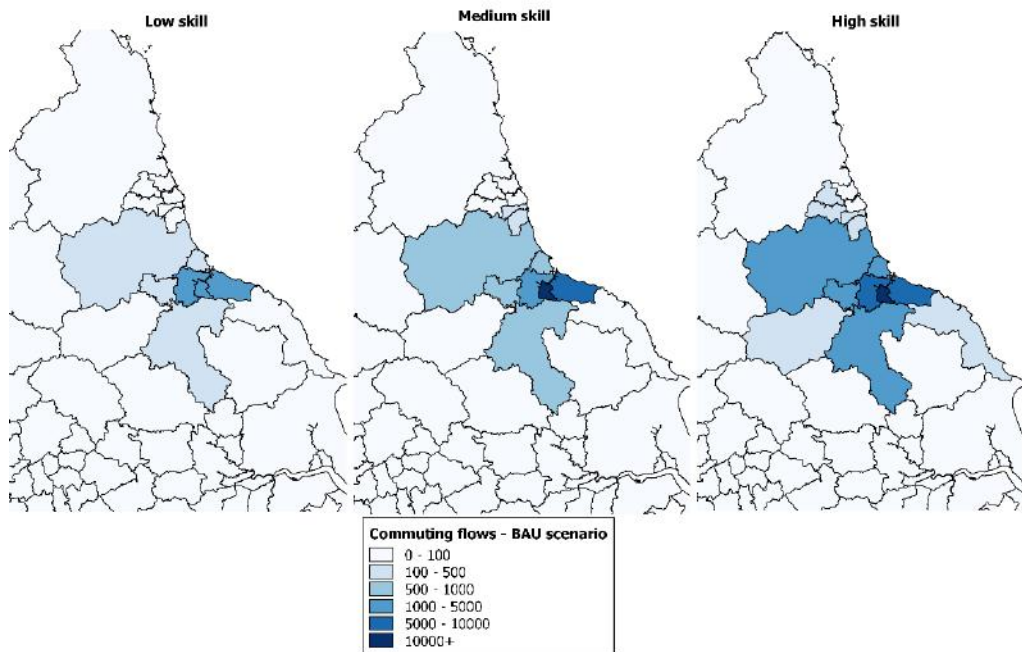 Low skill
Medium skill
High skill
Commuting flows - BAU scenario
0 - 100
100 - 500
500 - 1000
1000 - 5000
5000 - 10000
10000+